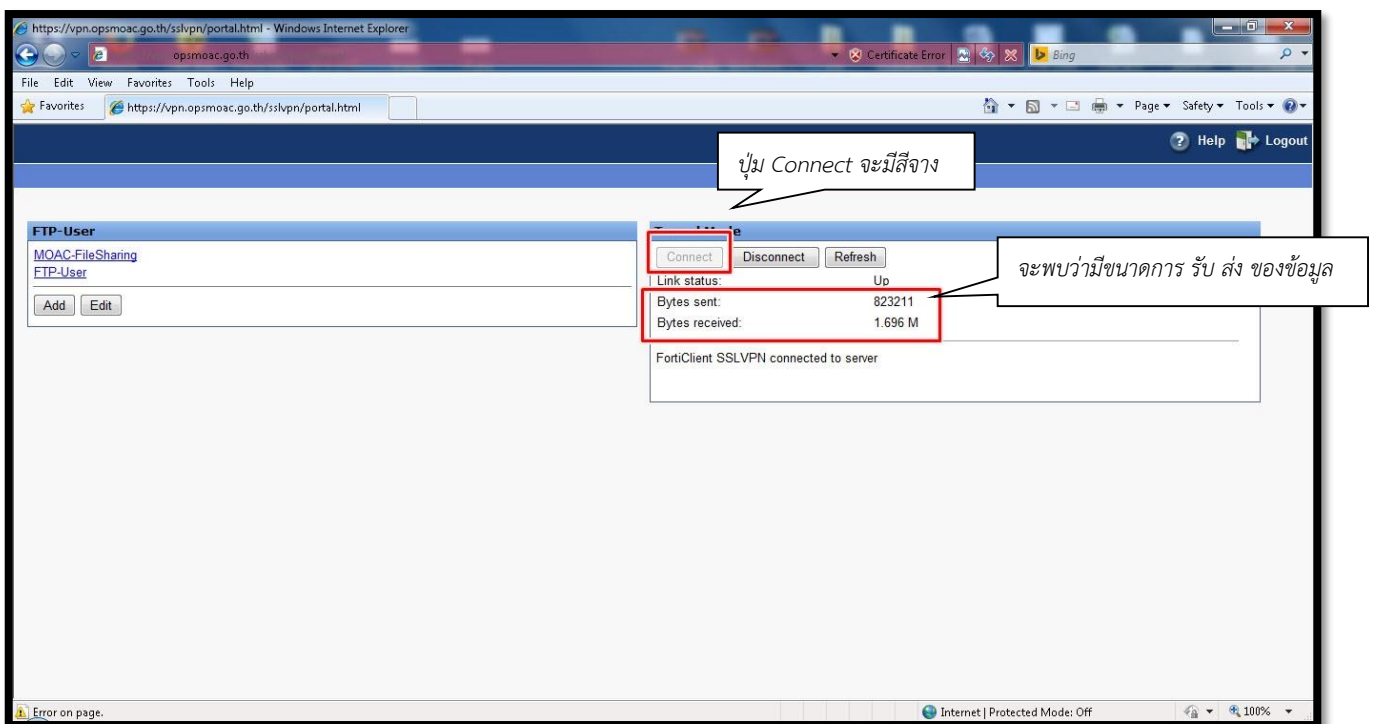 https://vpn.opsmoac.go.th/sslvpn/portal.html - Windows Internet Explorer
opsmoac.go.th
Certificate Error
Bing
File Edit View Favorites Tools Help
Favorites
https://vpn.opsmoac.go.th/sslvpn/portal.html
Page Safety Tools
Help Logout
ปุ่ม Connect จะมีสีจาง
FTP-User
MOAC-FileSharing
FTP-User
Add Edit
Connect Disconnect Refresh
Link status: Up
Bytes sent: 823211
Bytes received: 1.696 M
FortiClient SSLVPN connected to server
จะพบว่ามีขนาดการ รับ ส่ง ของข้อมูล
Error on page.
Internet | Protected Mode: Off
100%